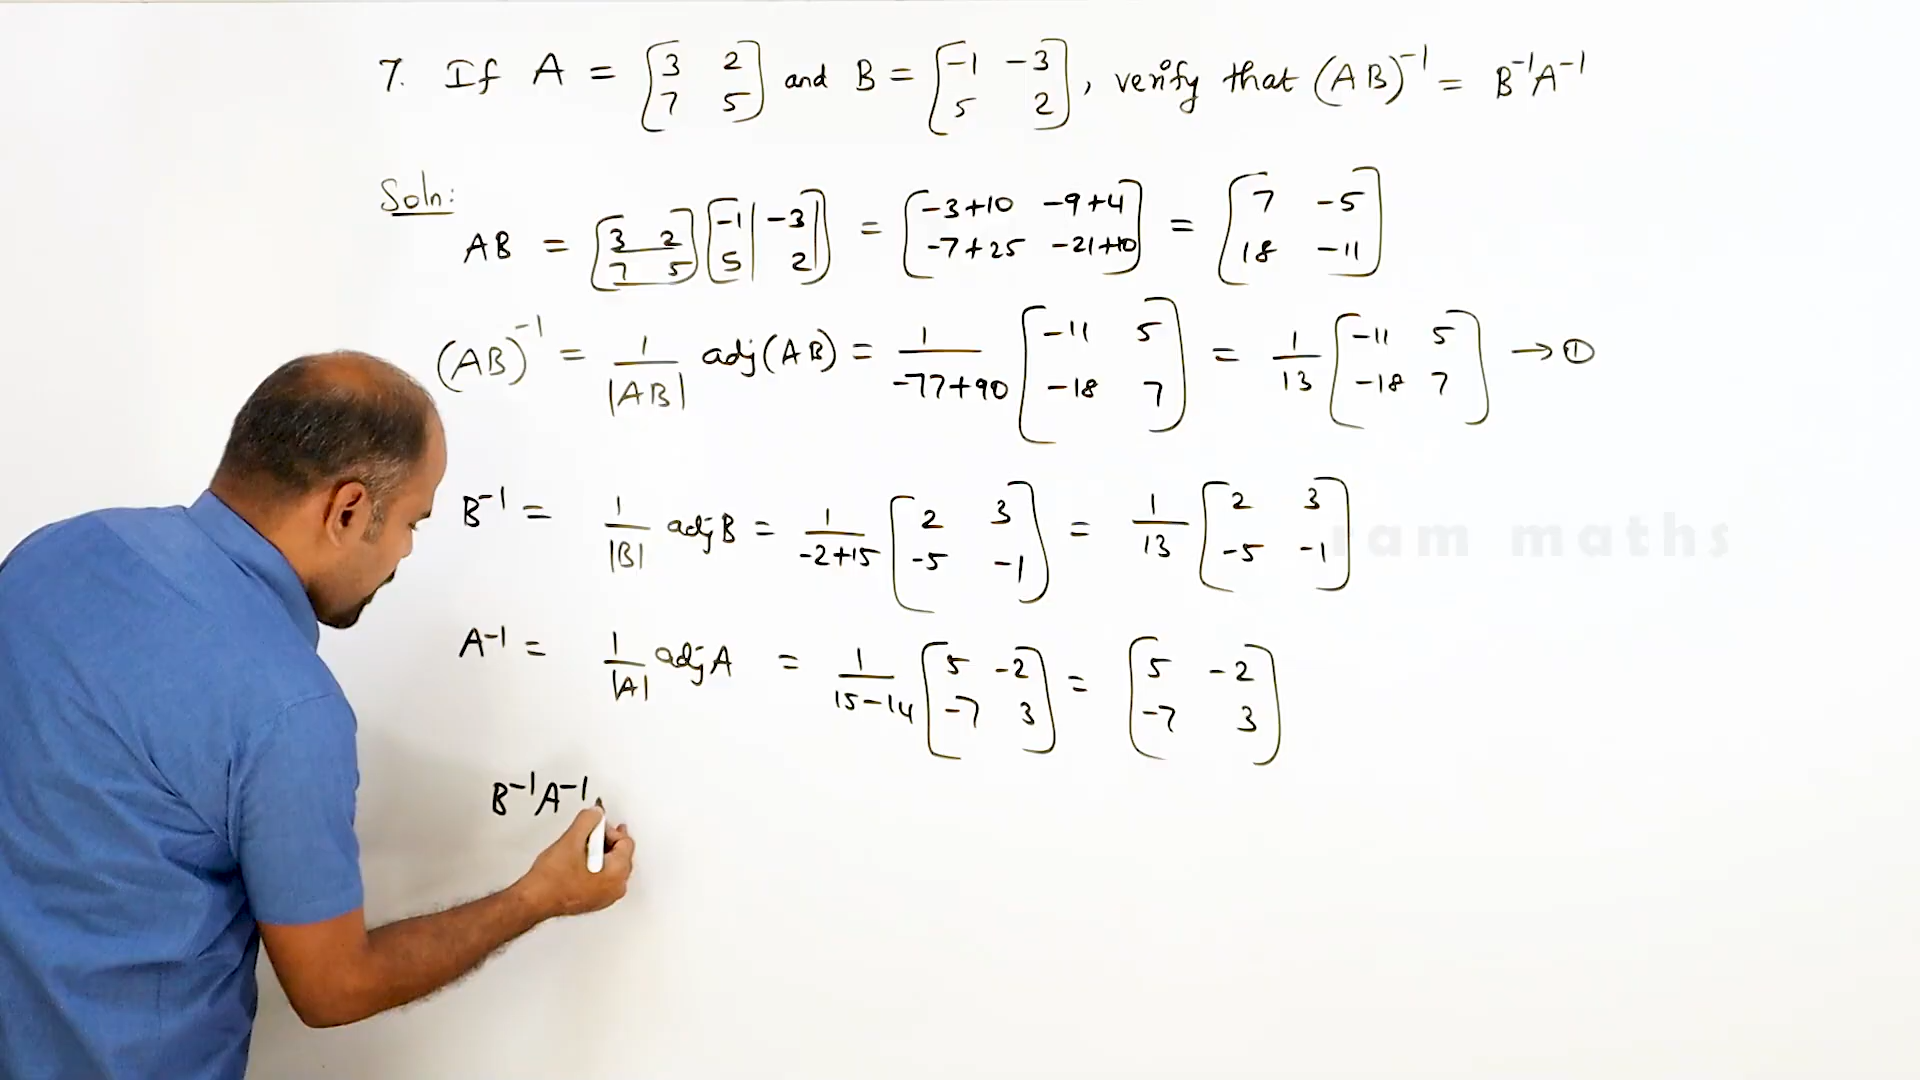 7. If A = [3 2 7 5] and B = [-1 -3 5 2], verify that (AB)⁻¹ = B⁻¹A⁻¹
Soln:
AB = [3 2 7 5] [-1 -3 5 2] = [-3+10 -9+4 -7+25 -21+10] = [7 -5 18 -11]
(AB)⁻¹ = 1/|AB| adj(AB) = 1/-77+90 [-11 5 -18 7] = 1/13 [-11 5 -18 7] → ①
B⁻¹ = 1/|B| adj B = 1/-2+15 [2 3 -5 -1] = 1/13 [2 3 -5 -1]
ram maths
A⁻¹ = 1/|A| adj A = 1/15-14 [5 -2 -7 3] = [5 -2 -7 3]
B⁻¹A⁻¹